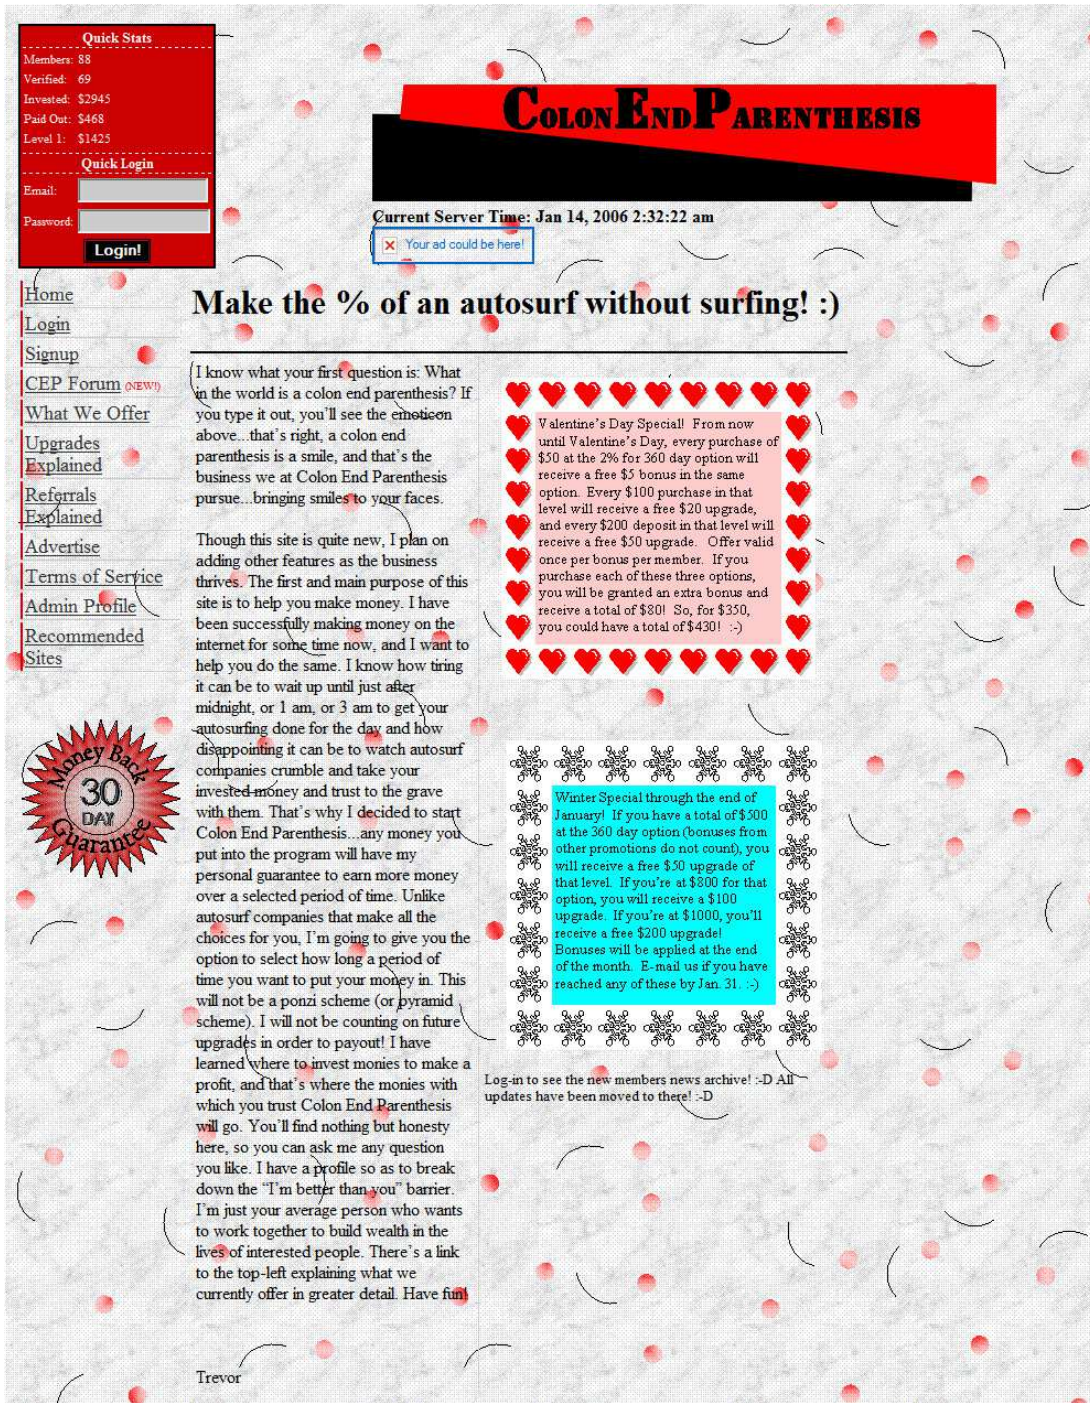 Quick Stats
Members: 88
Verified: 69
Invested: $2945
Paid Out: $468
Level 1: $1425
Quick Login
Email:
Password:
Login!
COLONENDPARENTHESIS
Current Server Time: Jan 14, 2006 2:32:22 am
Your ad could be here!
Home
Login
Signup
CEP Forum (NEW!)
What We Offer
Upgrades
Explained
Referrals
Explained
Advertise
Terms of Service
Admin Profile
Recommended
Sites
Money Back
30
DAY
Guarantee
Make the % of an autosurf without surfing! :)
I know what your first question is: What
in the world is a colon end parenthesis? If
you type it out, you'll see the emoticon
above...that's right, a colon end
parenthesis is a smile, and that's the
business we at Colon End Parenthesis
pursue...bringing smiles to your faces.
Though this site is quite new, I plan on
adding other features as the business
thrives. The first and main purpose of this
site is to help you make money. I have
been successfully making money on the
internet for some time now, and I want to
help you do the same. I know how tiring
it can be to wait up until just after
midnight, or 1 am, or 3 am to get your
autosurfing done for the day and how
disappointing it can be to watch autosurf
companies crumble and take your
invested money and trust to the grave
with them. That's why I decided to start
Colon End Parenthesis...any money you
put into the program will have my
personal guarantee to earn more money
over a selected period of time. Unlike
autosurf companies that make all the
choices for you, I'm going to give you the
option to select how long a period of
time you want to put your money in. This
will not be a ponzi scheme (or pyramid
scheme). I will not be counting on future
upgrades in order to payout! I have
learned where to invest monies to make a
profit, and that's where the monies with
which you trust Colon End Parenthesis
will go. You'll find nothing but honesty
here, so you can ask me any question
you like. I have a profile so as to break
down the "I'm better than you" barrier.
I'm just your average person who wants
to work together to build wealth in the
lives of interested people. There's a link
to the top-left explaining what we
currently offer in greater detail. Have fun!
Trevor
Valentine's Day Special! From now
until Valentine's Day, every purchase of
$50 at the 2% for 360 day option will
receive a free $5 bonus in the same
option. Every $100 purchase in that
level will receive a free $20 upgrade,
and every $200 deposit in that level will
receive a free $50 upgrade. Offer valid
once per bonus per member. If you
purchase each of these three options,
you will be granted an extra bonus and
receive a total of $80! So, for $350,
you could have a total of $430! :-)
Winter Special through the end of
January! If you have a total of $500
at the 360 day option (bonuses from
other promotions do not count), you
will receive a free $50 upgrade of
that level. If you're at $800 for that
option, you will receive a $100
upgrade. If you're at $1000, you'll
receive a free $200 upgrade!
Bonuses will be applied at the end
of the month. E-mail us if you have
reached any of these by Jan. 31. :-)
Log-in to see the new members news archive! :-D All
updates have been moved to there! :-D